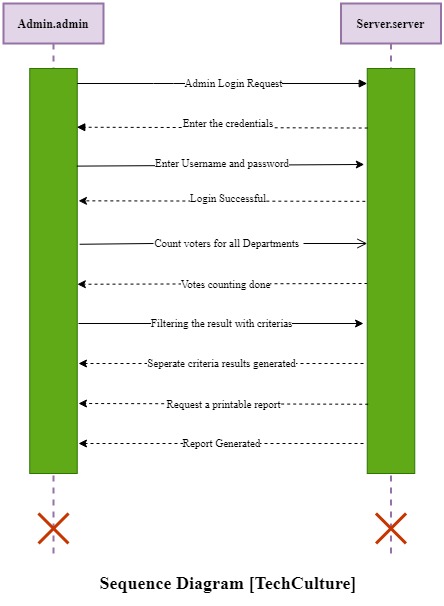 Admin.admin
Server.server
Admin Login Request
Enter the credentials
Enter Username and password
Login Successful
Count voters for all Departments
Votes counting done
Filtering the result with criterias
Seperate criteria results generated
Request a printable report
Report Generated
Sequence Diagram [TechCulture]